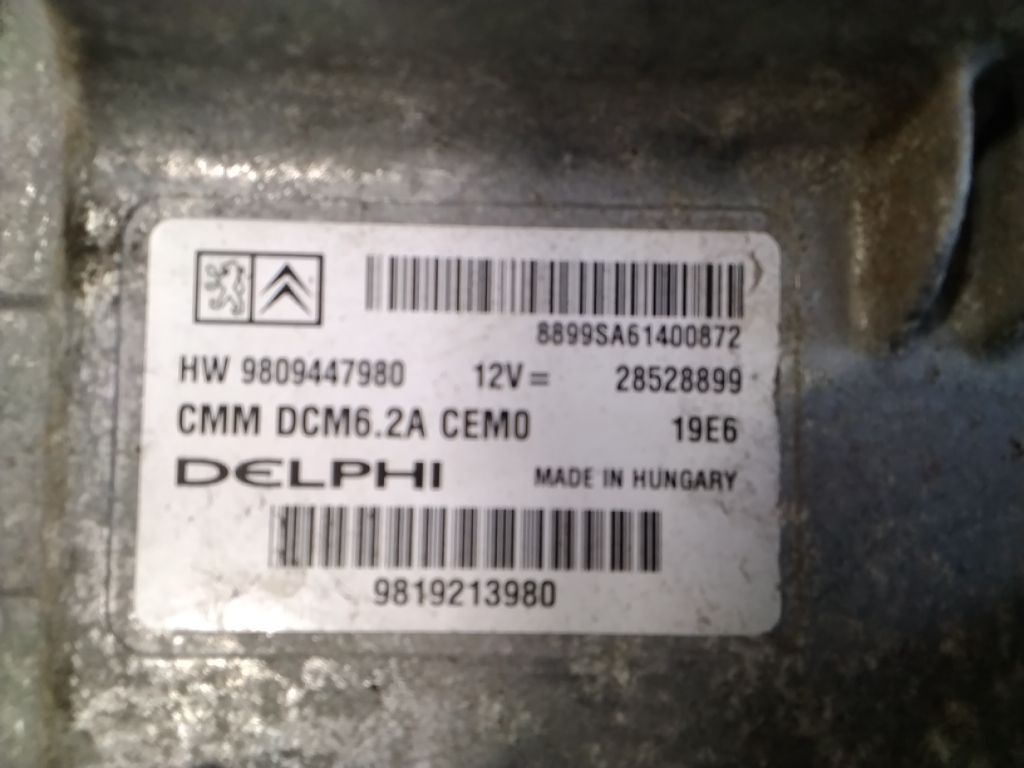 8899SA61400872
HW 9809447980 12V= 28528899
CMM DCM6.2A CEM0 19E6
DELPHI MADE IN HUNGARY
9819213980